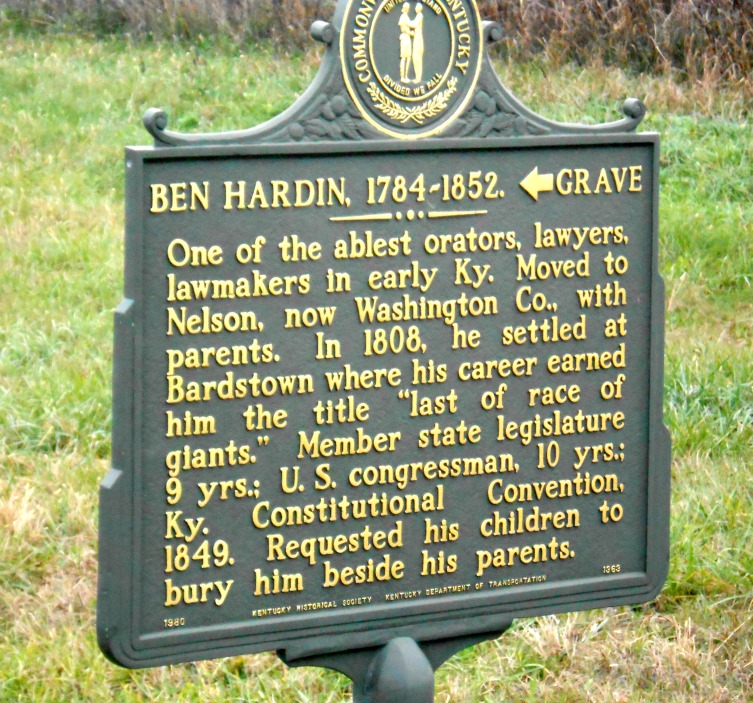 COMMONWEALTH KENTUCKY
UNITED WE STAND
DIVIDED WE FALL
BEN HARDIN, 1784-1852. ←GRAVE
One of the ablest orators, lawyers,
lawmakers in early Ky. Moved to
Nelson, now Washington Co., with
parents. In 1808, he settled at
Bardstown where his career earned
him the title "last of race of
giants." Member state legislature
9 yrs.; U. S. congressman, 10 yrs.;
Ky. Constitutional Convention,
1849. Requested his children to
bury him beside his parents.
1980 KENTUCKY HISTORICAL SOCIETY KENTUCKY DEPARTMENT OF TRANSPORTATION 1363